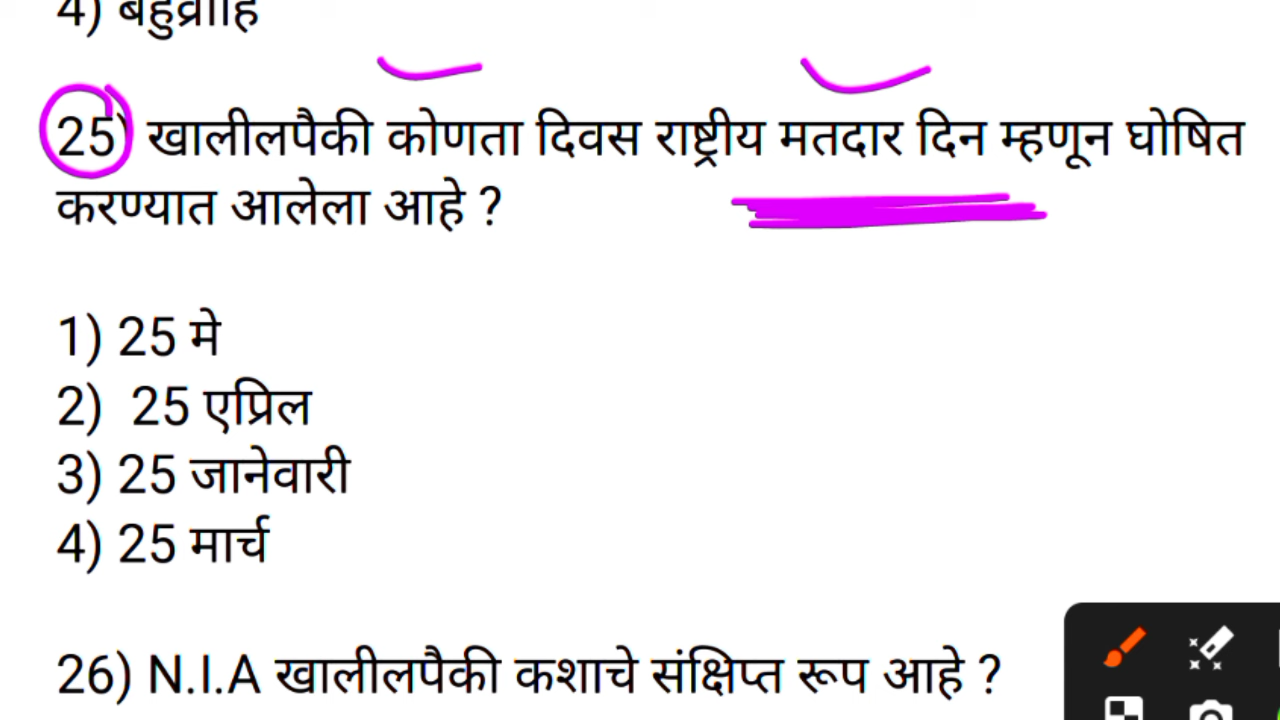 4) बहुव्रीहि
25) खालीलपैकी कोणता दिवस राष्ट्रीय मतदार दिन म्हणून घोषित
करण्यात आलेला आहे ?
1) 25 मे
2) 25 एप्रिल
3) 25 जानेवारी
4) 25 मार्च
26) N.I.A खालीलपैकी कशाचे संक्षिप्त रूप आहे ?